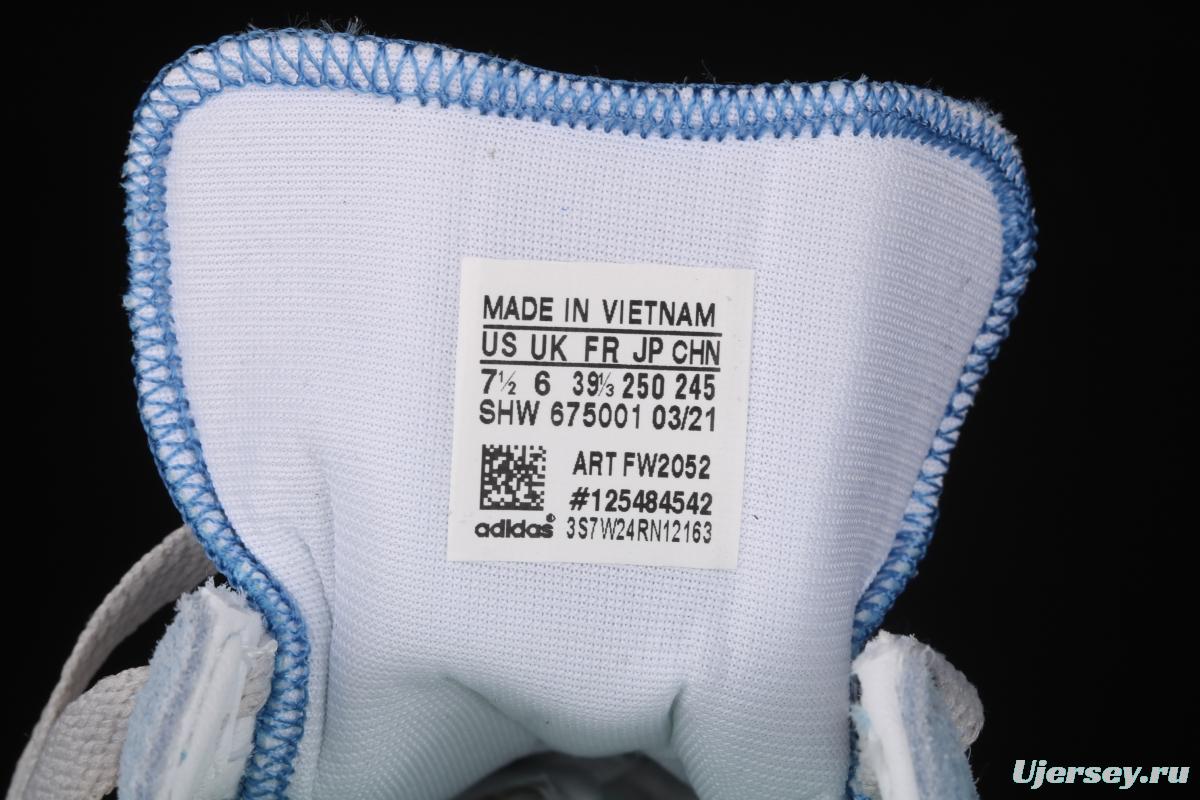 MADE IN VIETNAM
US UK FR JP CHN
7½ 6 39⅓ 250 245
SHW 675001 03/21
ART FW2052
#125484542
adidas® 3S7W24RN12163
Ujersey.ru